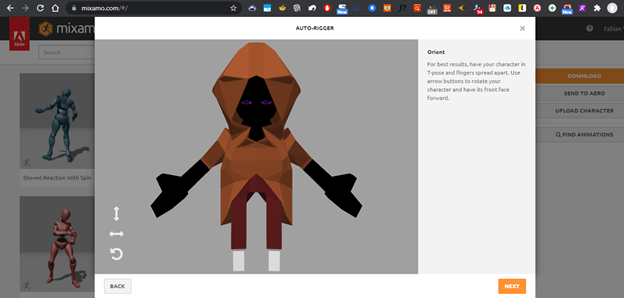 mixamo.com/#/
AUTO-RIGGER
×
mixamo
Adobe
Fabian
Search
Orient
For best results, have your character in
T-pose and fingers spread apart. Use
arrow buttons to rotate your
character and have its front face
forward.
DOWNLOAD
SEND TO AERO
UPLOAD CHARACTER
FIND ANIMATIONS
Shoved Reaction With Spin
BACK
NEXT